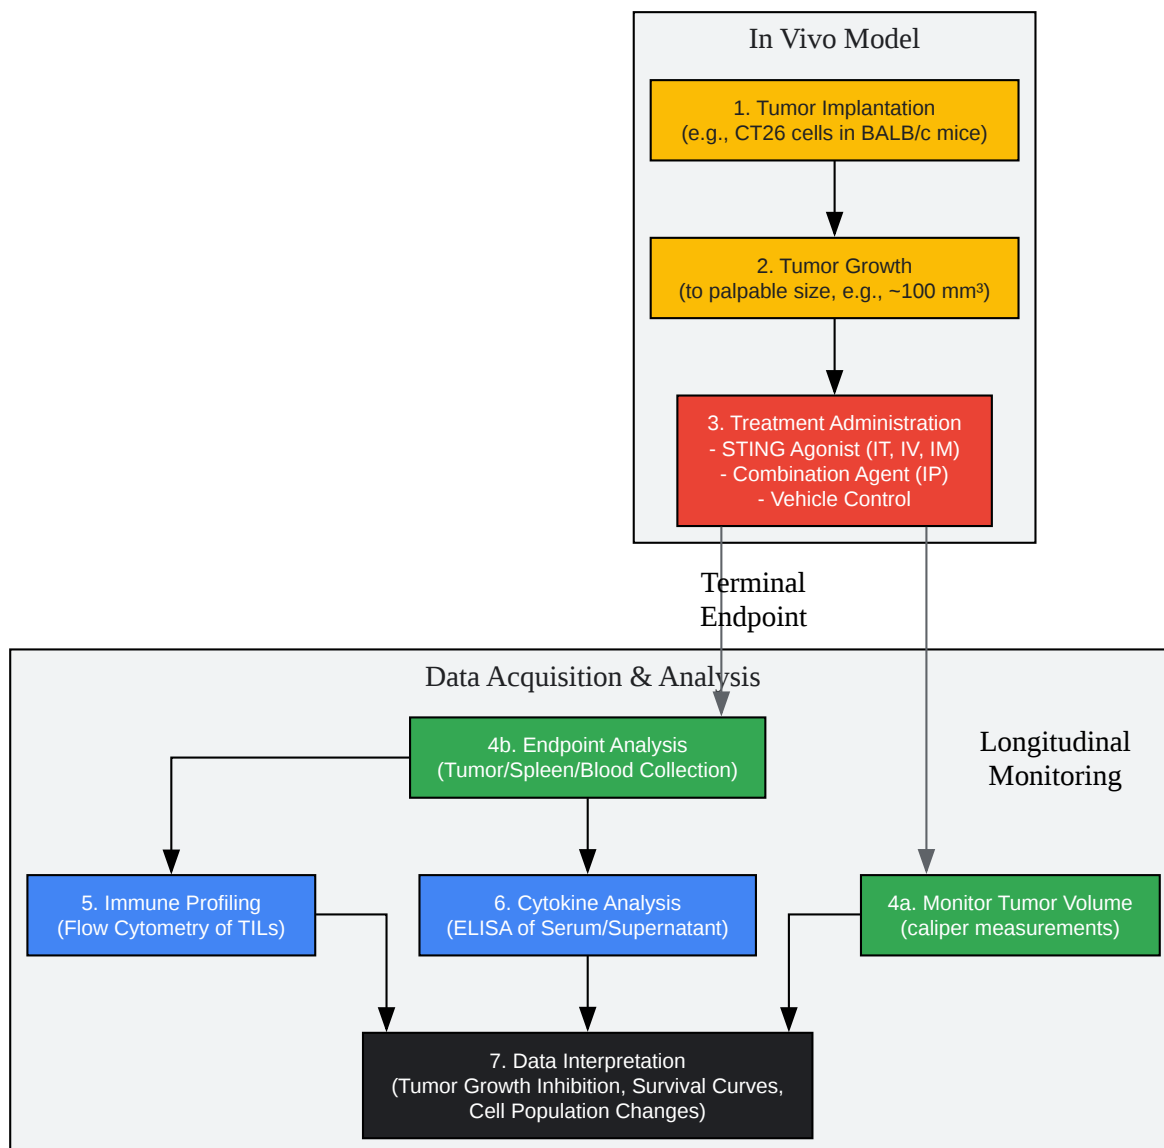 In Vivo Model
1. Tumor Implantation
(e.g., CT26 cells in BALB/c mice)
2. Tumor Growth
(to palpable size, e.g., ~100 mm³)
3. Treatment Administration
- STING Agonist (IT, IV, IM)
- Combination Agent (IP)
- Vehicle Control
Terminal
Endpoint
Data Acquisition & Analysis
4b. Endpoint Analysis
(Tumor/Spleen/Blood Collection)
Longitudinal
Monitoring
5. Immune Profiling
(Flow Cytometry of TILs)
6. Cytokine Analysis
(ELISA of Serum/Supernatant)
4a. Monitor Tumor Volume
(caliper measurements)
7. Data Interpretation
(Tumor Growth Inhibition, Survival Curves,
Cell Population Changes)